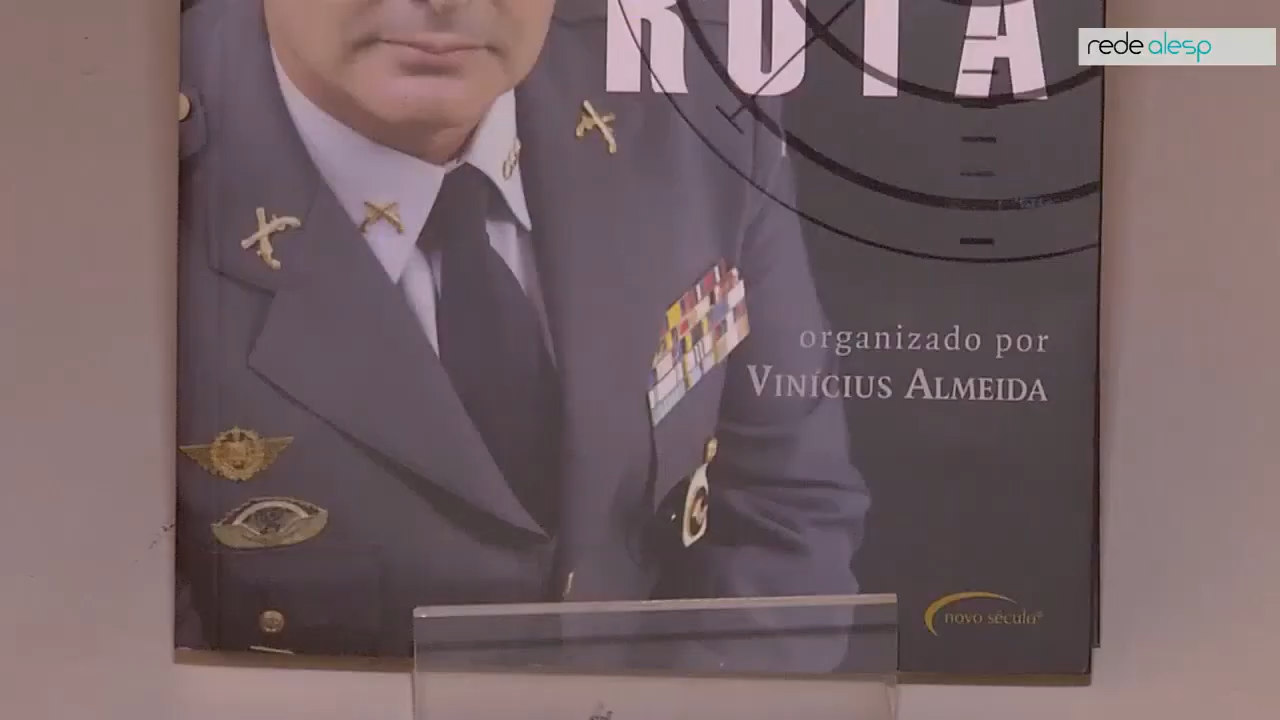 ROTA
rede alesp
organizado por
VINÍCIUS ALMEIDA
novo século®